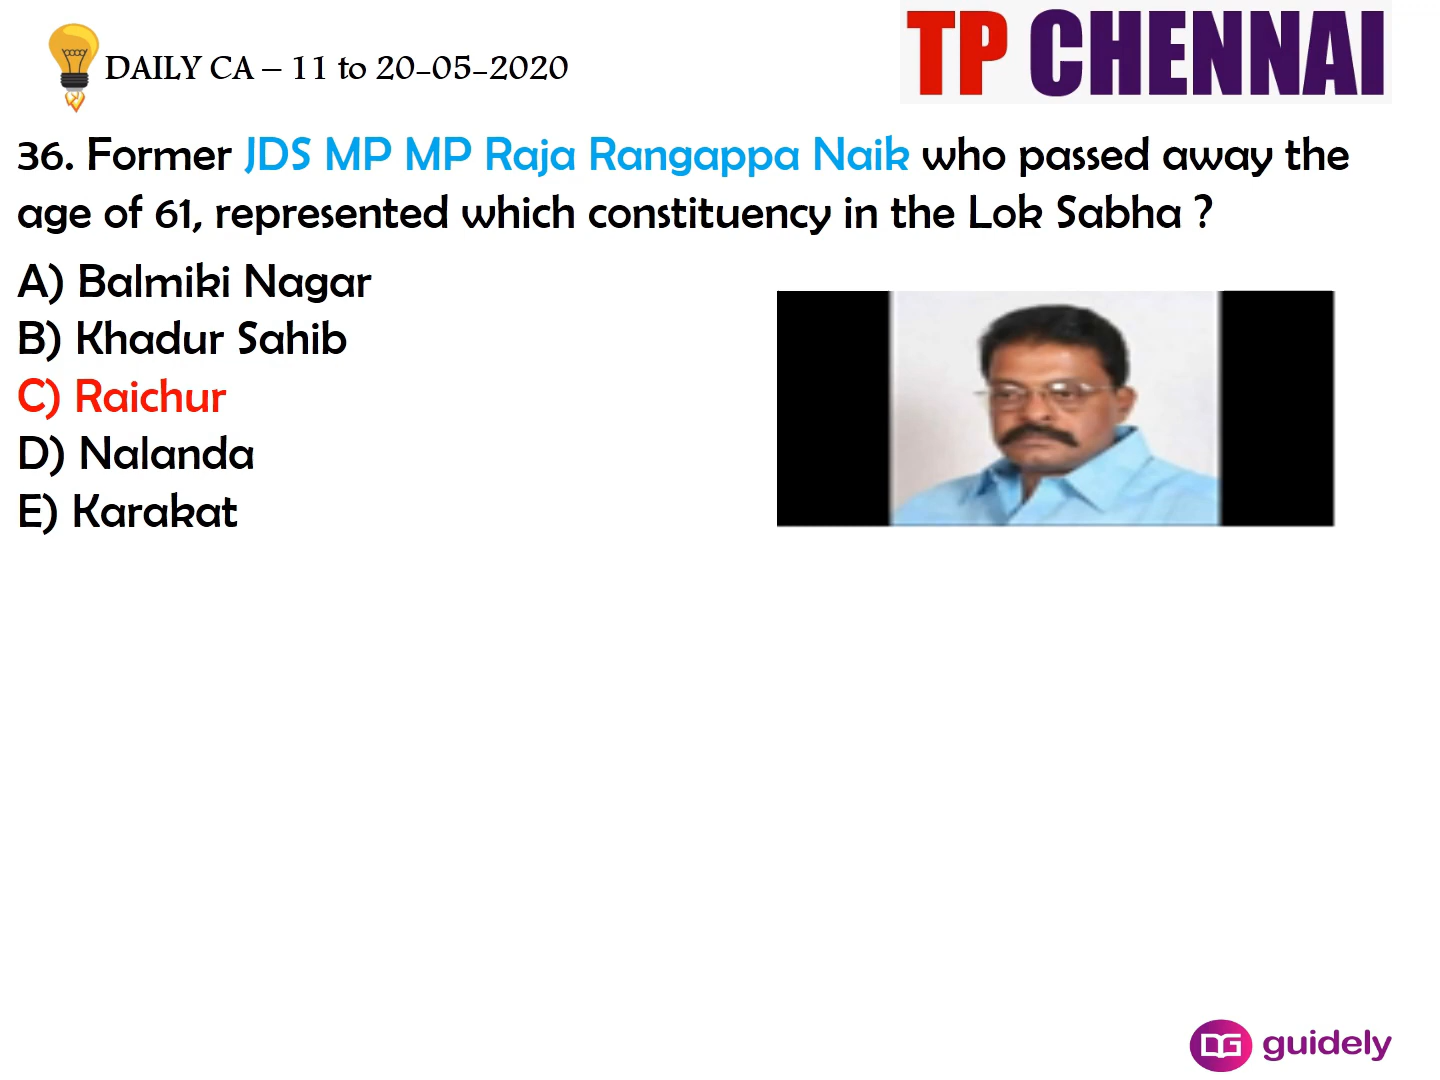 DAILY CA – 11 to 20-05-2020
TP CHENNAI
36. Former JDS MP MP Raja Rangappa Naik who passed away the
age of 61, represented which constituency in the Lok Sabha ?
A) Balmiki Nagar
B) Khadur Sahib
C) Raichur
D) Nalanda
E) Karakat
DG guidely